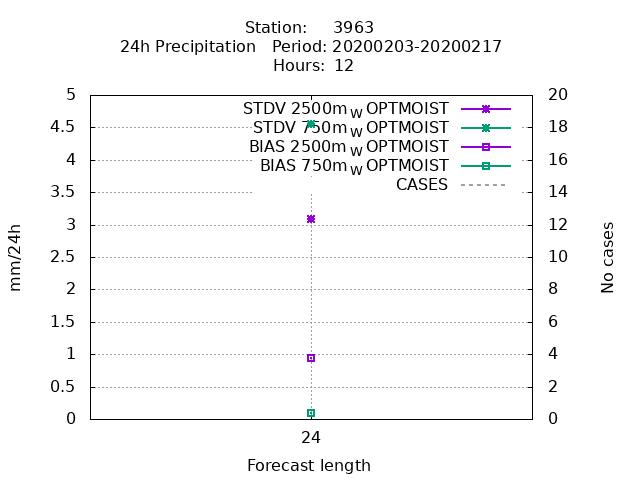 Station: 3963
24h Precipitation Period: 20200203-20200217
Hours: 12
5 20
STDV 2500m W OPTMOIST
4.5 STDV 750m W OPTMOIST 18
BIAS 2500m W OPTMOIST
4 BIAS 750m W OPTMOIST 16
3.5 CASES 14
3 12
2.5 10
2 8
1.5 6
1 4
0.5 2
0 0
mm/24h
No cases
24
Forecast length